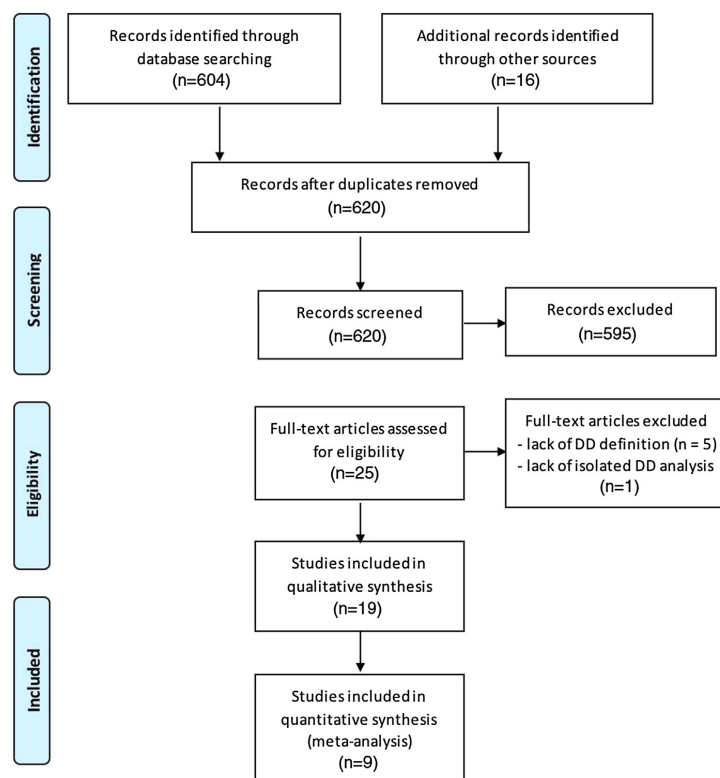 Identification
Records identified through
database searching
(n=604)
Additional records identified
through other sources
(n=16)
Records after duplicates removed
(n=620)
Screening
Records screened
(n=620)
Records excluded
(n=595)
Eligibility
Full-text articles assessed
for eligibility
(n=25)
Full-text articles excluded
- lack of DD definition (n = 5)
- lack of isolated DD analysis
(n=1)
Studies included in
qualitative synthesis
(n=19)
Included
Studies included in
quantitative synthesis
(meta-analysis)
(n=9)